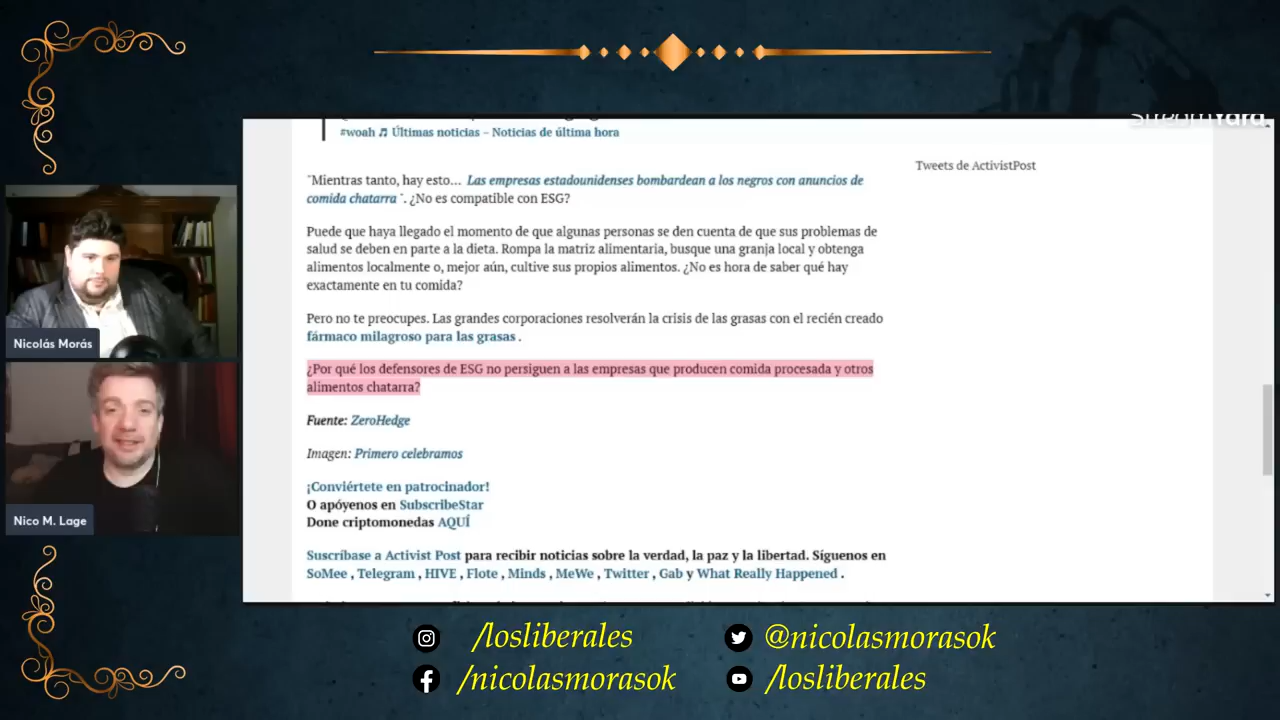 StreamYard
#woah ♬ Últimas noticias – Noticias de última hora
Tweets de ActivistPost
"Mientras tanto, hay esto… Las empresas estadounidenses bombardean a los negros con anuncios de
comida chatarra ". ¿No es compatible con ESG?
Puede que haya llegado el momento de que algunas personas se den cuenta de que sus problemas de
salud se deben en parte a la dieta. Rompa la matriz alimentaria, busque una granja local y obtenga
alimentos localmente o, mejor aún, cultive sus propios alimentos. ¿No es hora de saber qué hay
exactamente en tu comida?
Pero no te preocupes. Las grandes corporaciones resolverán la crisis de las grasas con el recién creado
fármaco milagroso para las grasas .
¿Por qué los defensores de ESG no persiguen a las empresas que producen comida procesada y otros
alimentos chatarra?
Fuente: ZeroHedge
Imagen: Primero celebramos
¡Conviértete en patrocinador!
O apóyenos en SubscribeStar
Done criptomonedas AQUÍ
Suscríbase a Activist Post para recibir noticias sobre la verdad, la paz y la libertad. Síguenos en
SoMee , Telegram , HIVE , Flote , Minds , MeWe , Twitter , Gab y What Really Happened .
Nicolás Morás
Nico M. Lage
/losliberales
@nicolasmorasok
/nicolasmorasok
/losliberales